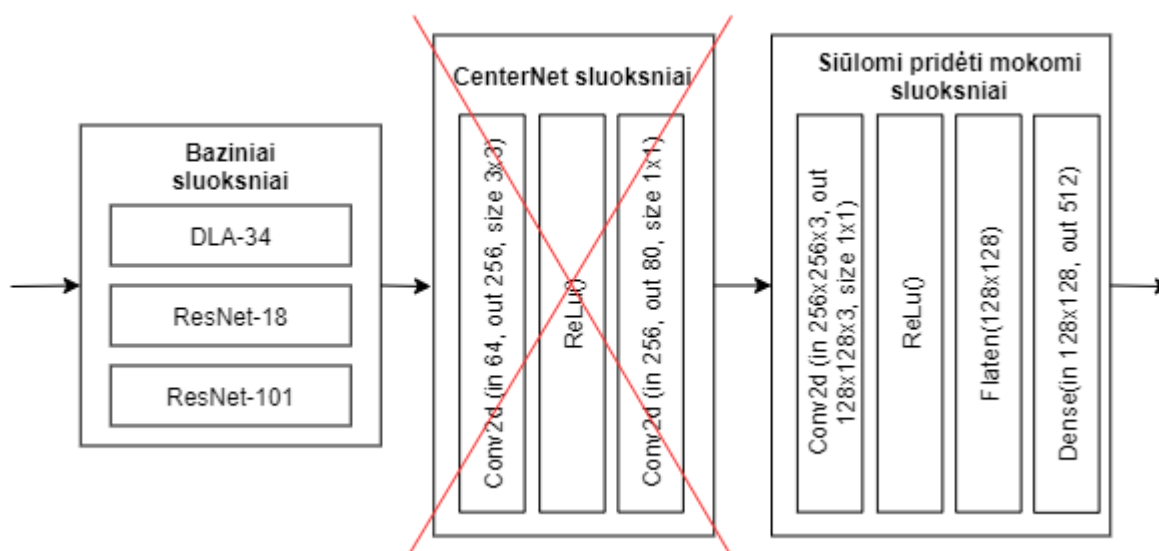 Baziniai
sluoksniai
DLA-34
ResNet-18
ResNet-101
CenterNet sluoksniai
Conv2d (in 64, out 256, size 3x3)
ReLu()
Conv2d (in 256, out 80, size 1x1)
Siūlomi pridėti mokomi
sluoksniai
Conv2d (in 256x256x3, out
128x128x3, size 1x1)
ReLu()
Flaten(128x128)
Dense(in 128x128, out 512)